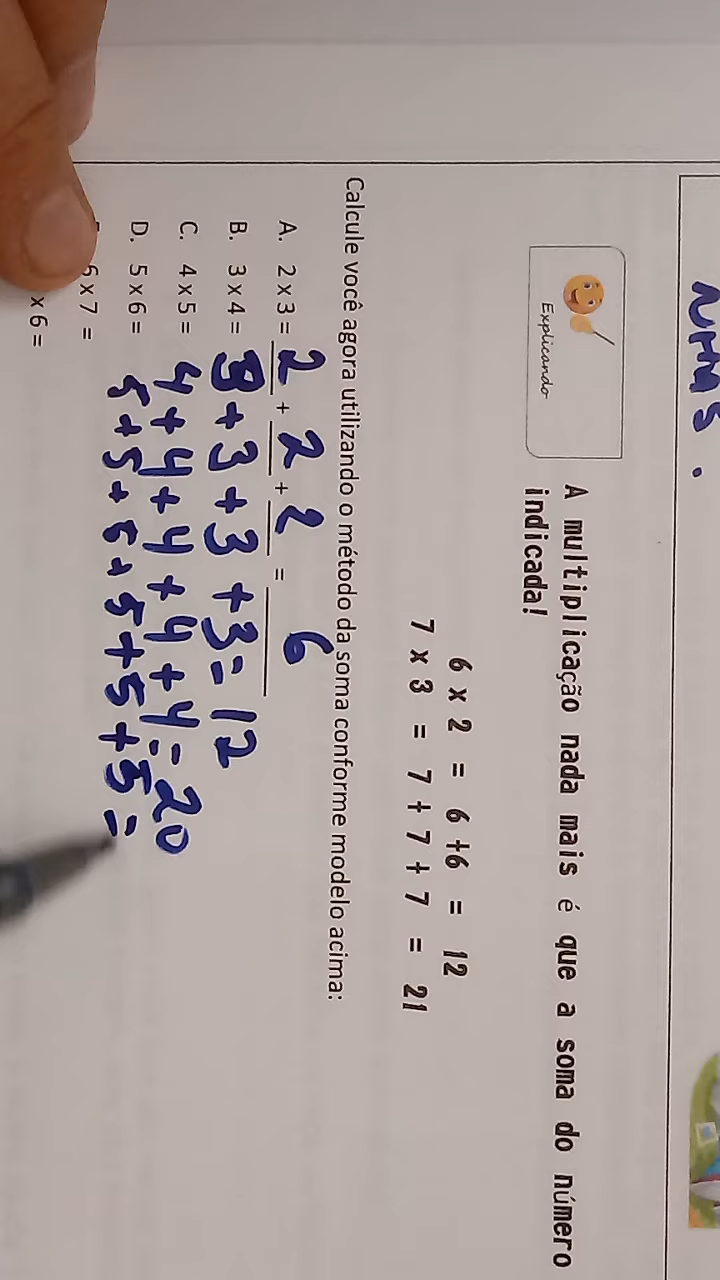 NHAS.
Explicando
A multiplicação nada mais é que a soma do número
indicada!
6 x 2 = 6 +6 = 12
7 x 3 = 7 + 7 + 7 = 21
Calcule você agora utilizando o método da soma conforme modelo acima:
A. 2 x 3 = 2 + 2 + 2 = 6
B. 3 x 4 = 3 + 3 + 3 + 3 = 12
C. 4 x 5 = 4 + 4 + 4 + 4 + 4 = 20
D. 5 x 6 = 5 + 5 + 5 + 5 + 5 + 5 =
6 x 7 =
x 6 =